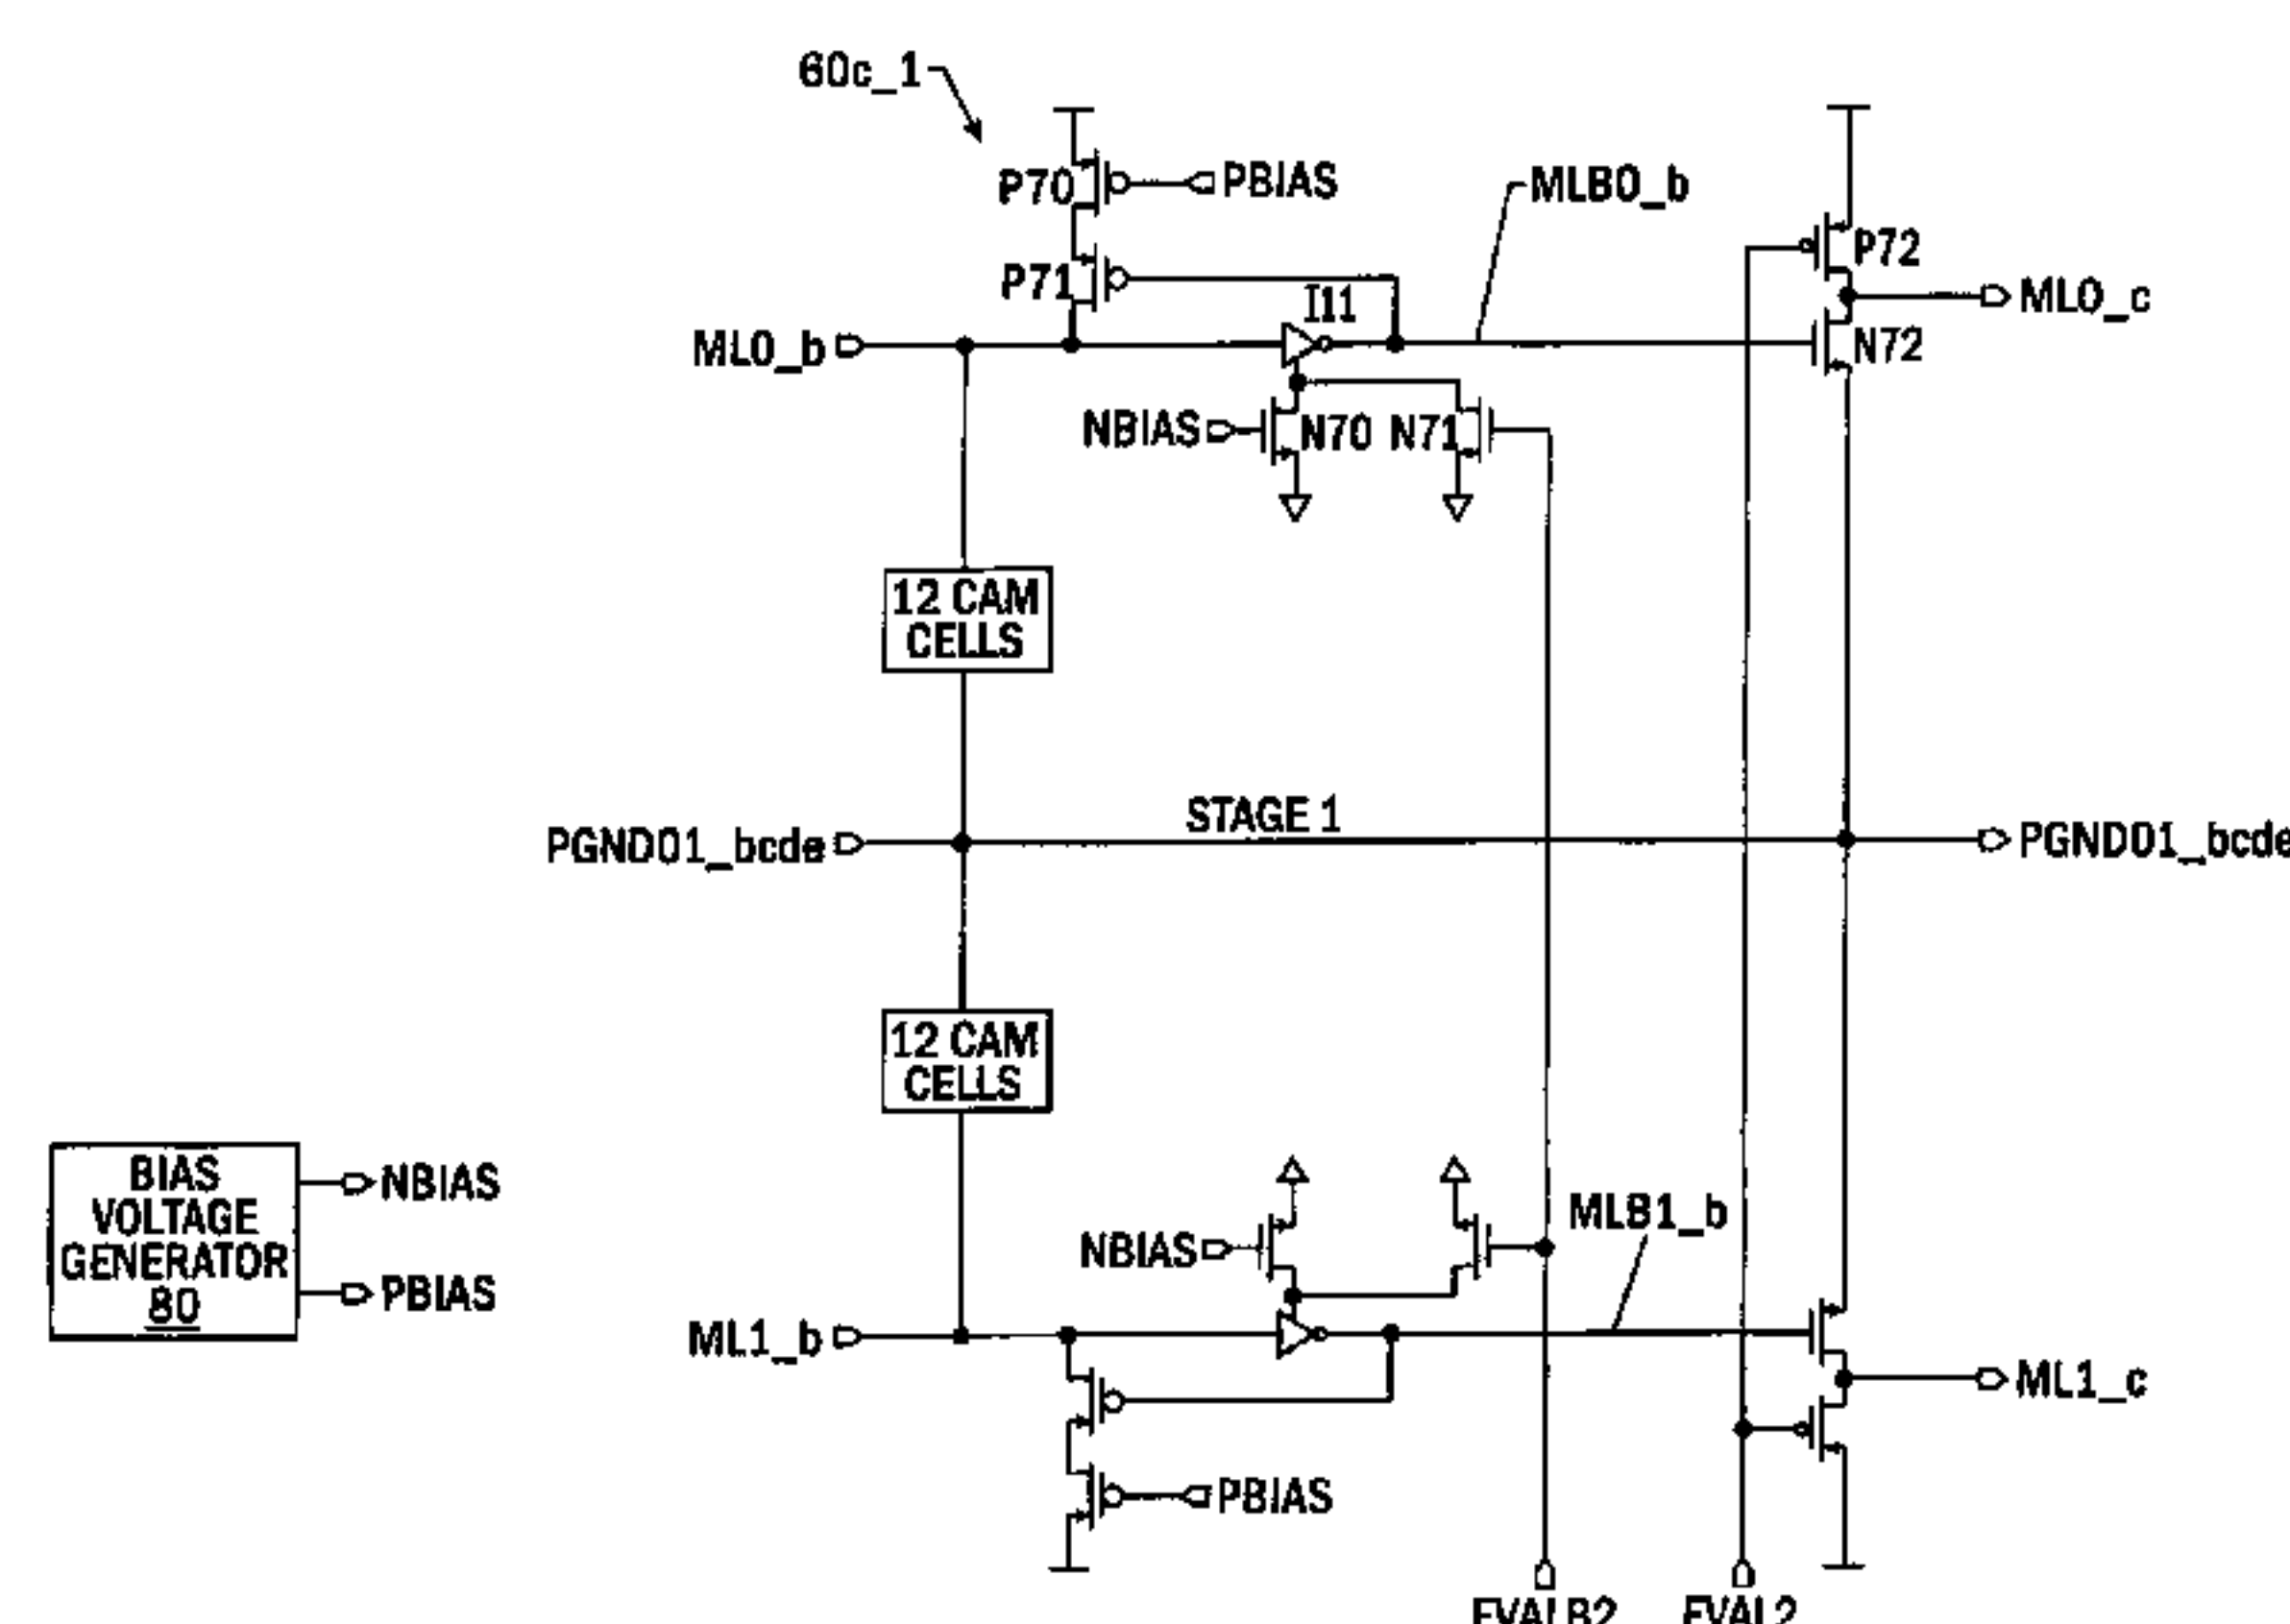 60c_1
P70
PBIAS
MLB0_b
P72
P71
I11
ML0_c
ML0_b
N72
NBIAS
N70
N71
12 CAM
CELLS
STAGE 1
PGND01_bcde
PGND01_bcde
12 CAM
CELLS
BIAS
VOLTAGE
GENERATOR
80
NBIAS
PBIAS
NBIAS
MLB1_b
ML1_b
ML1_c
PBIAS
EVALB2
EVAL2